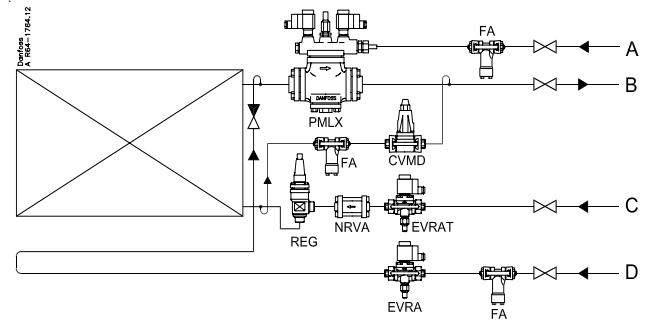 Danfoss
A R64-1764.12
FA
A
B
DANFOSS
PMLX
FA
CVMD
C
REG
NRVA
EVRAT
D
EVRA
FA